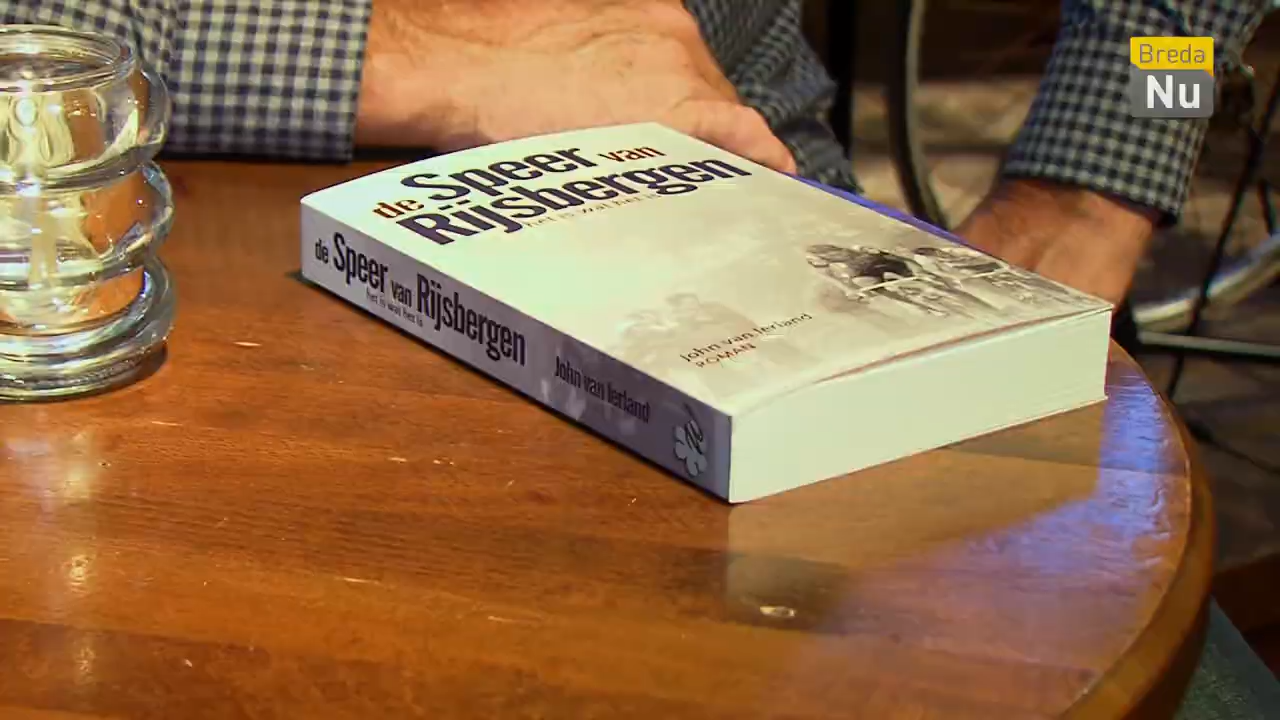 Breda
Nu
de Speer van
Rijsbergen
het is wat het is
John van Ierland
ROMAN
de Speer van Rijsbergen
het is wat het is
John van Ierland